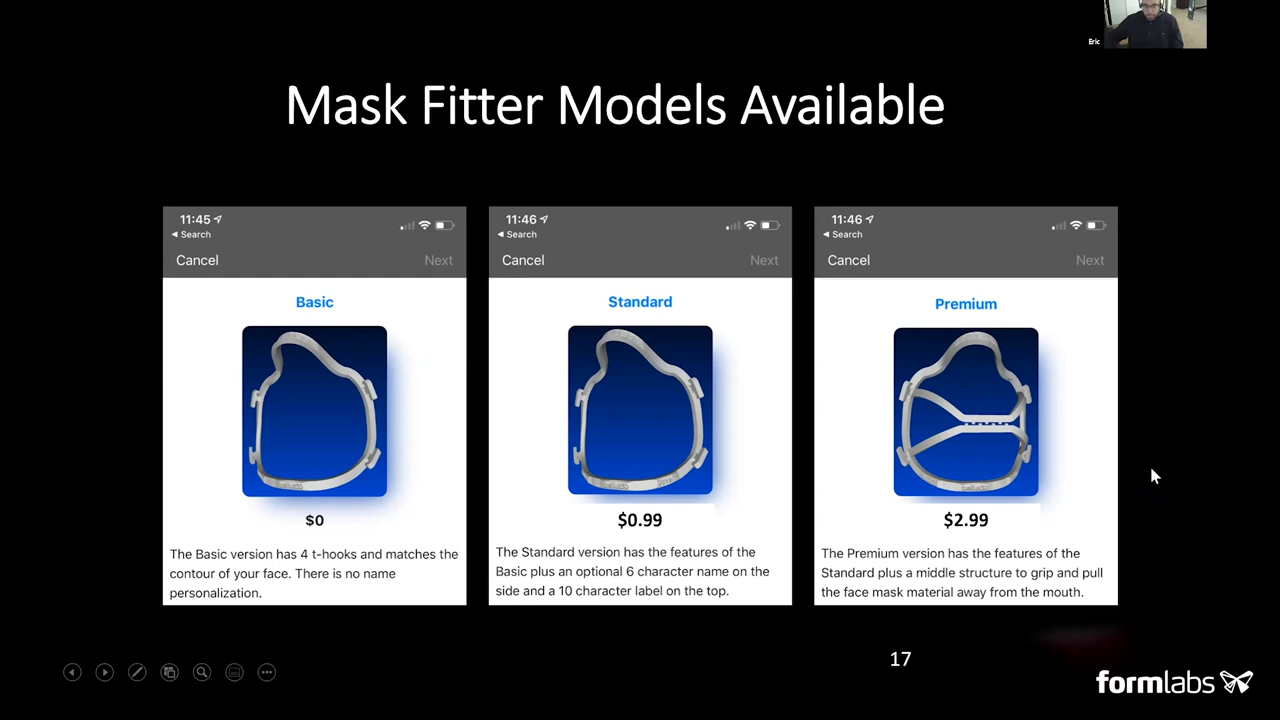 Eric
Mask Fitter Models Available
11:45
Search
Cancel
Next
Basic
$0
The Basic version has 4 t-hooks and matches the
contour of your face. There is no name
personalization.
11:46
Search
Cancel
Next
Standard
$0.99
The Standard version has the features of the
Basic plus an optional 6 character name on the
side and a 10 character label on the top.
11:46
Search
Cancel
Next
Premium
$2.99
The Premium version has the features of the
Standard plus a middle structure to grip and pull
the face mask material away from the mouth.
17
formlabs